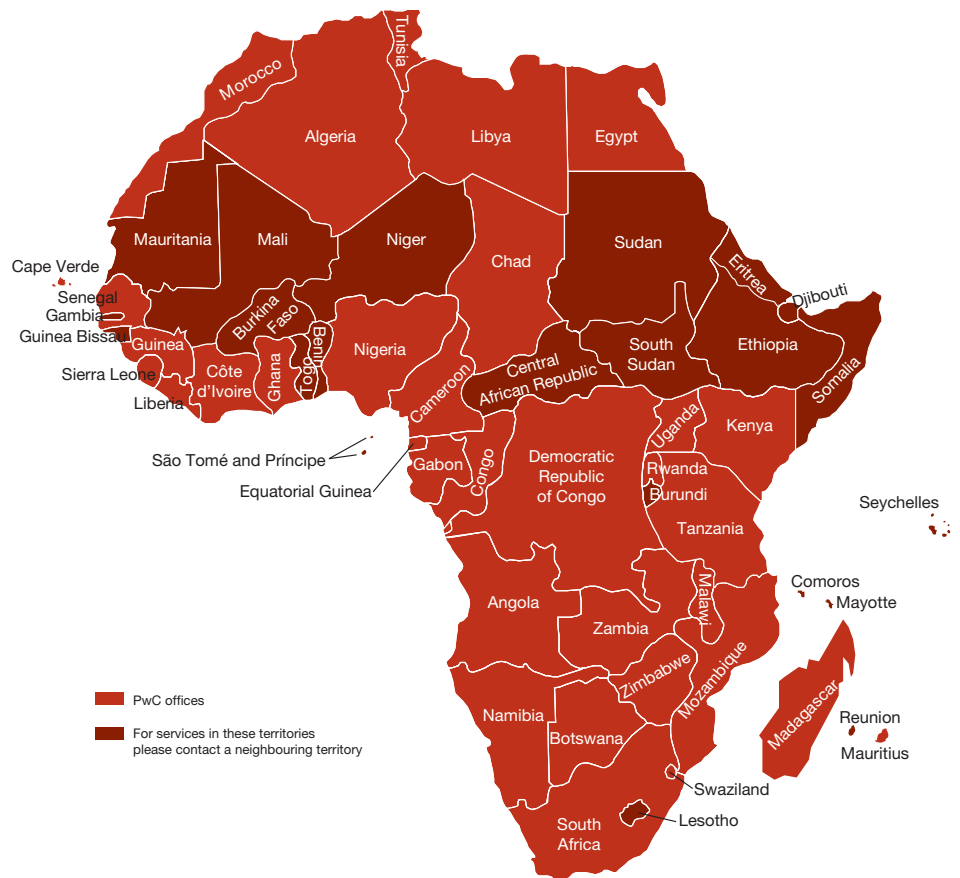 Tunisia
Morocco
Algeria
Libya
Egypt
Mauritania
Mali
Niger
Chad
Sudan
Eritrea
Djibouti
Cape Verde
Senegal
Gambia
Guinea Bissau
Guinea
Sierra Leone
Liberia
Côte
d’Ivoire
Burkina
Faso
Ghana
Togo
Benin
Nigeria
Cameroon
Central
African Republic
South
Sudan
Ethiopia
Somalia
São Tomé and Príncipe
Equatorial Guinea
Gabon
Congo
Democratic
Republic
of Congo
Uganda
Kenya
Rwanda
Burundi
Tanzania
Seychelles
Comoros
Mayotte
Angola
Zambia
Malawi
Mozambique
Zimbabwe
Namibia
Botswana
Madagascar
Reunion
Mauritius
Swaziland
Lesotho
South
Africa
PwC offices
For services in these territories
please contact a neighbouring territory